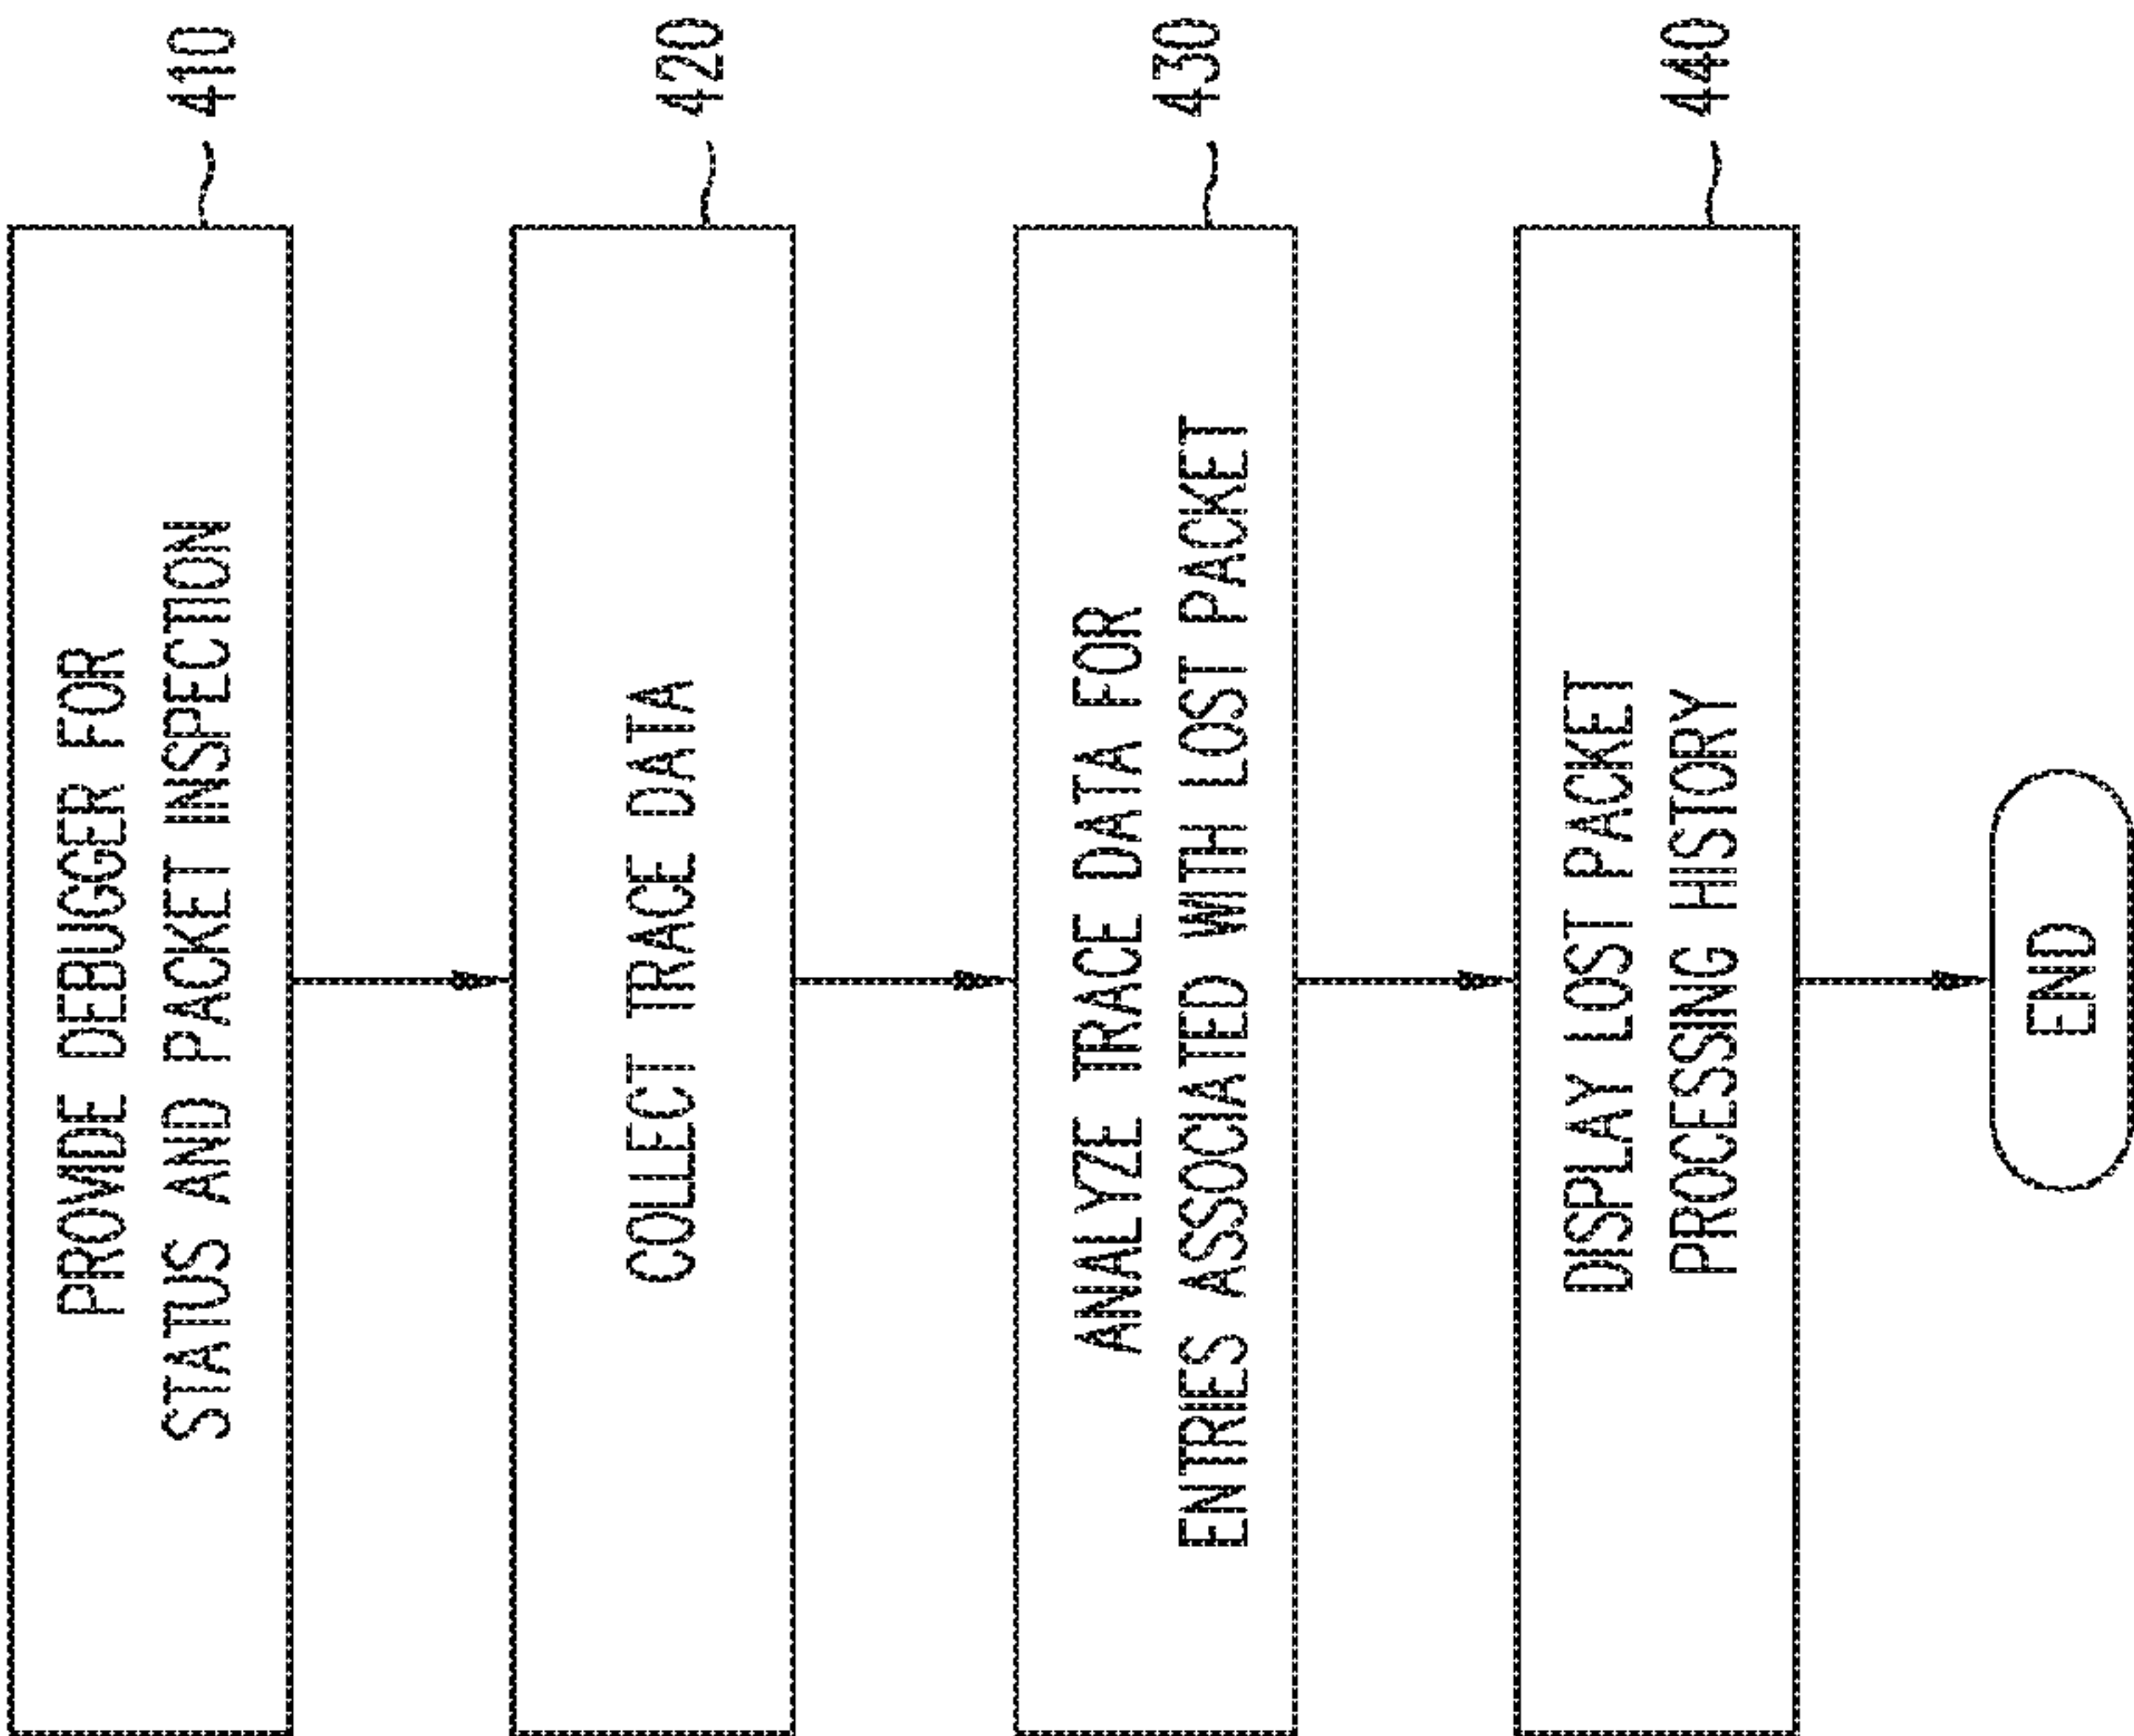 PROVIDE DEBUGGER FOR
STATUS AND PACKET INSPECTION
410
COLLECT TRACE DATA
420
ANALYZE TRACE DATA FOR
ENTRIES ASSOCIATED WITH LOST PACKET
430
DISPLAY LOST PACKET
PROCESSING HISTORY
440
END